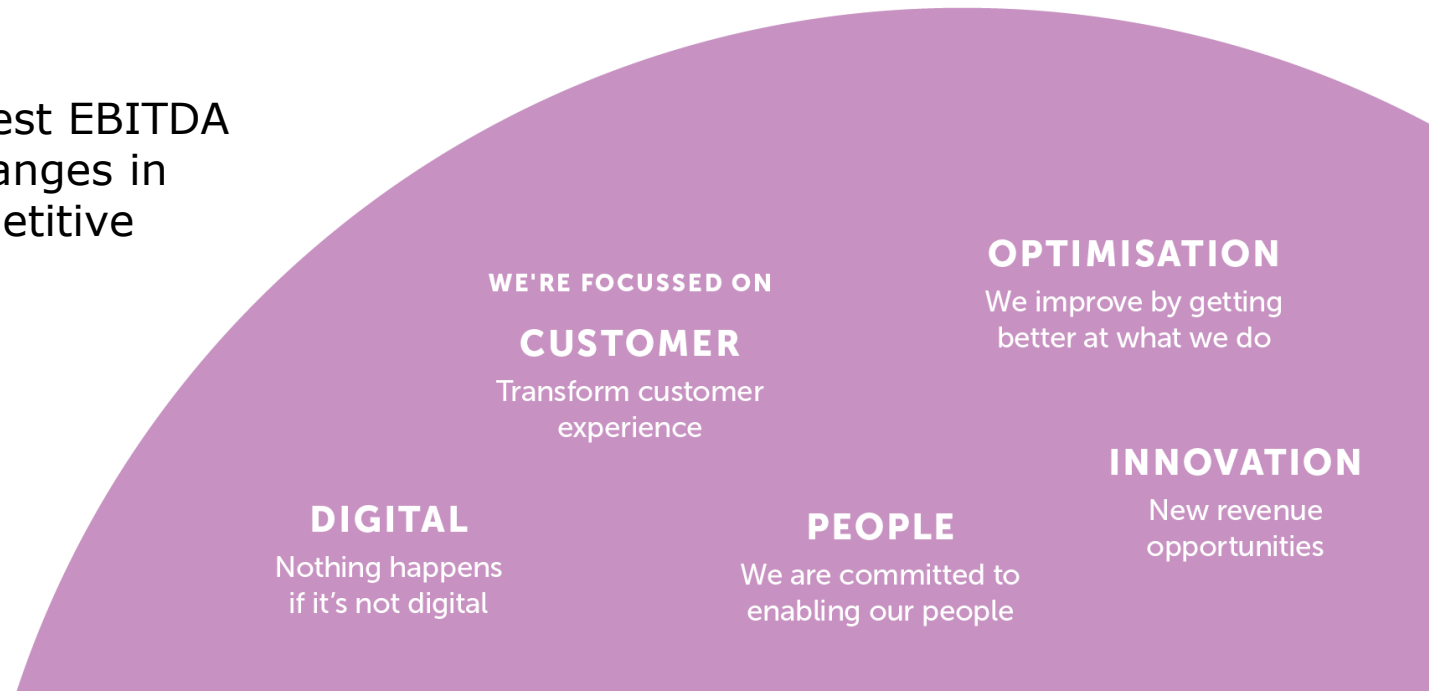 est EBITDA
anges in
etitive
WE'RE FOCUSSED ON
CUSTOMER
Transform customer
experience
OPTIMISATION
We improve by getting
better at what we do
DIGITAL
Nothing happens
if it’s not digital
PEOPLE
We are committed to
enabling our people
INNOVATION
New revenue
opportunities